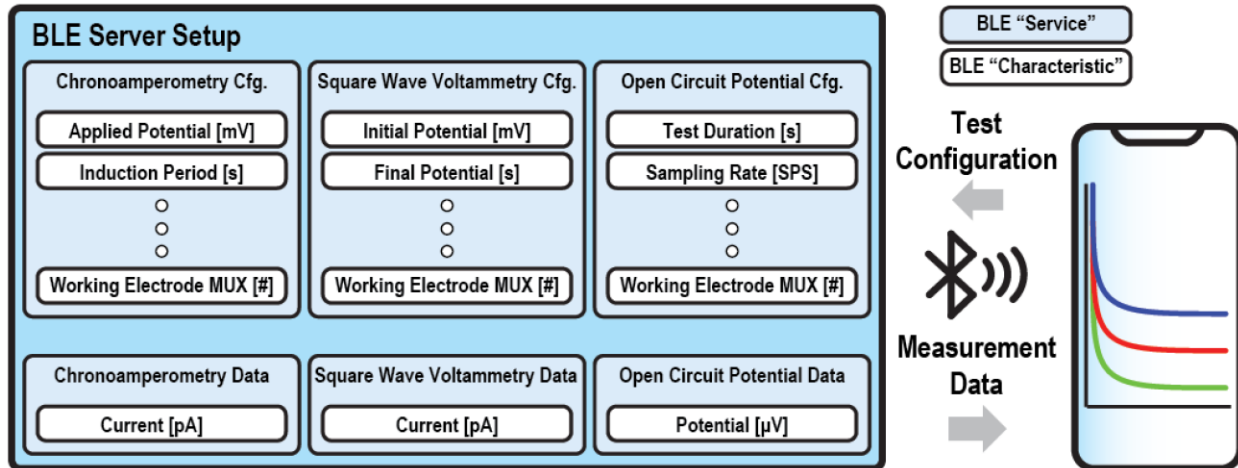 BLE Server Setup
Chronoamperometry Cfg.
Applied Potential [mV]
Induction Period [s]
Working Electrode MUX [#]
Square Wave Voltammetry Cfg.
Initial Potential [mV]
Final Potential [s]
Working Electrode MUX [#]
Open Circuit Potential Cfg.
Test Duration [s]
Sampling Rate [SPS]
Working Electrode MUX [#]
Chronoamperometry Data
Current [pA]
Square Wave Voltammetry Data
Current [pA]
Open Circuit Potential Data
Potential [µV]
BLE “Service”
BLE “Characteristic”
Test
Configuration
Measurement
Data